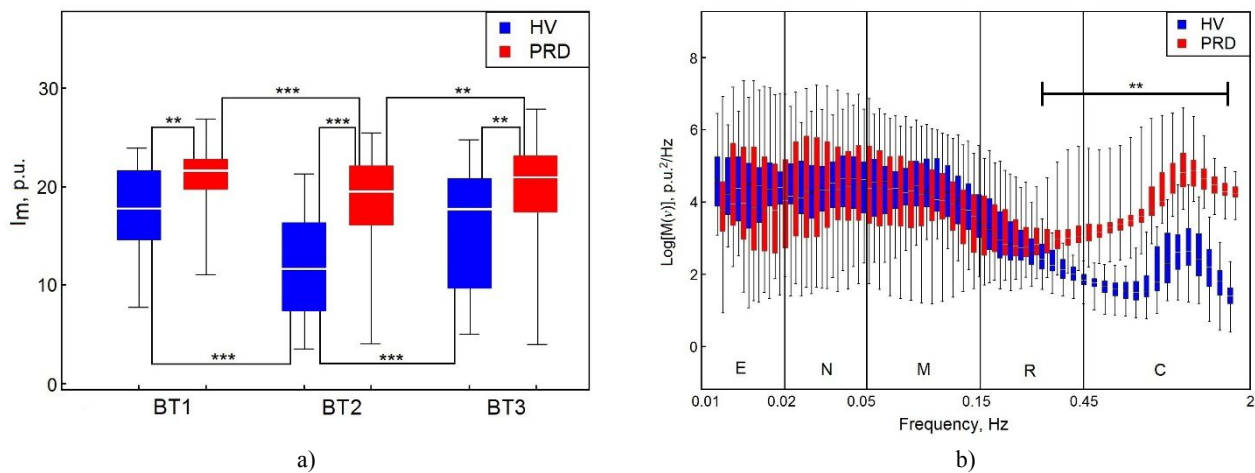 HV
PRD
Im, p.u.
30
20
10
0
** *** *** ** **
*** ***
BT1 BT2 BT3
a)
HV
PRD
Log[M(ν)], p.u.²/Hz
8
6
4
2
0
**
E N M R C
0.01 0.02 0.05 0.15 0.45 2
Frequency, Hz
b)